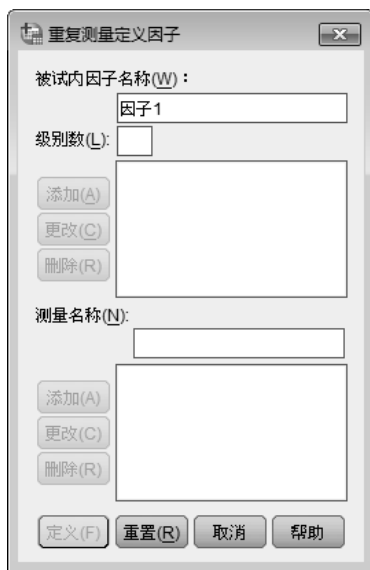 重复测量定义因子
被试内因子名称(W)：
因子1
级别数(L):
添加(A)
更改(C)
删除(R)
测量名称(N):
添加(A)
更改(C)
删除(R)
定义(F) 重置(R) 取消 帮助